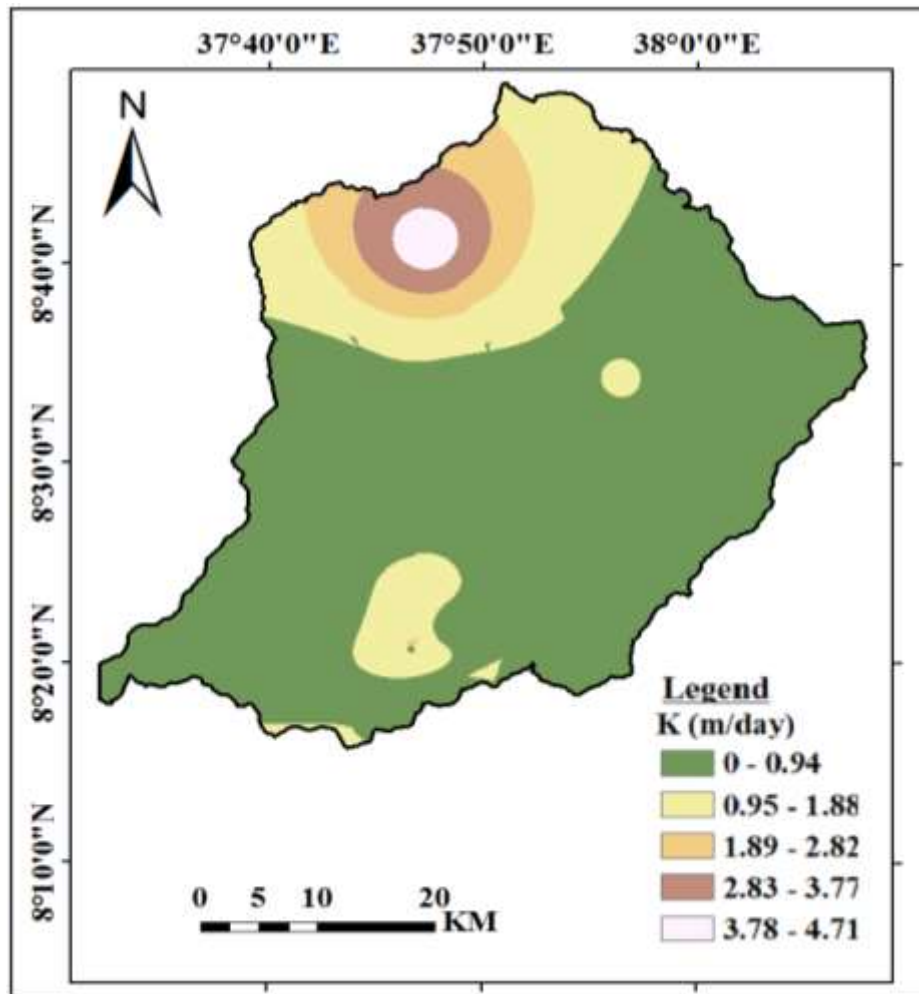 37°40'0"E 37°50'0"E 38°0'0"E
N
8°40'0"N
8°30'0"N
8°20'0"N
8°10'0"N
Legend
K (m/day)
0 - 0.94
0.95 - 1.88
1.89 - 2.82
2.83 - 3.77
3.78 - 4.71
0 5 10 20
KM